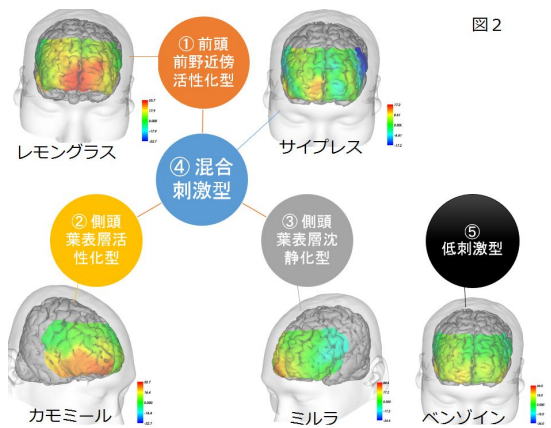 図2
① 前頭
前野近傍
活性化型
レモングラス
サイプレス
④ 混合
刺激型
② 側頭
葉表層活
性化型
③ 側頭
葉表層沈
静化型
⑤
低刺激型
カモミール
ミルラ
ベンゾイン